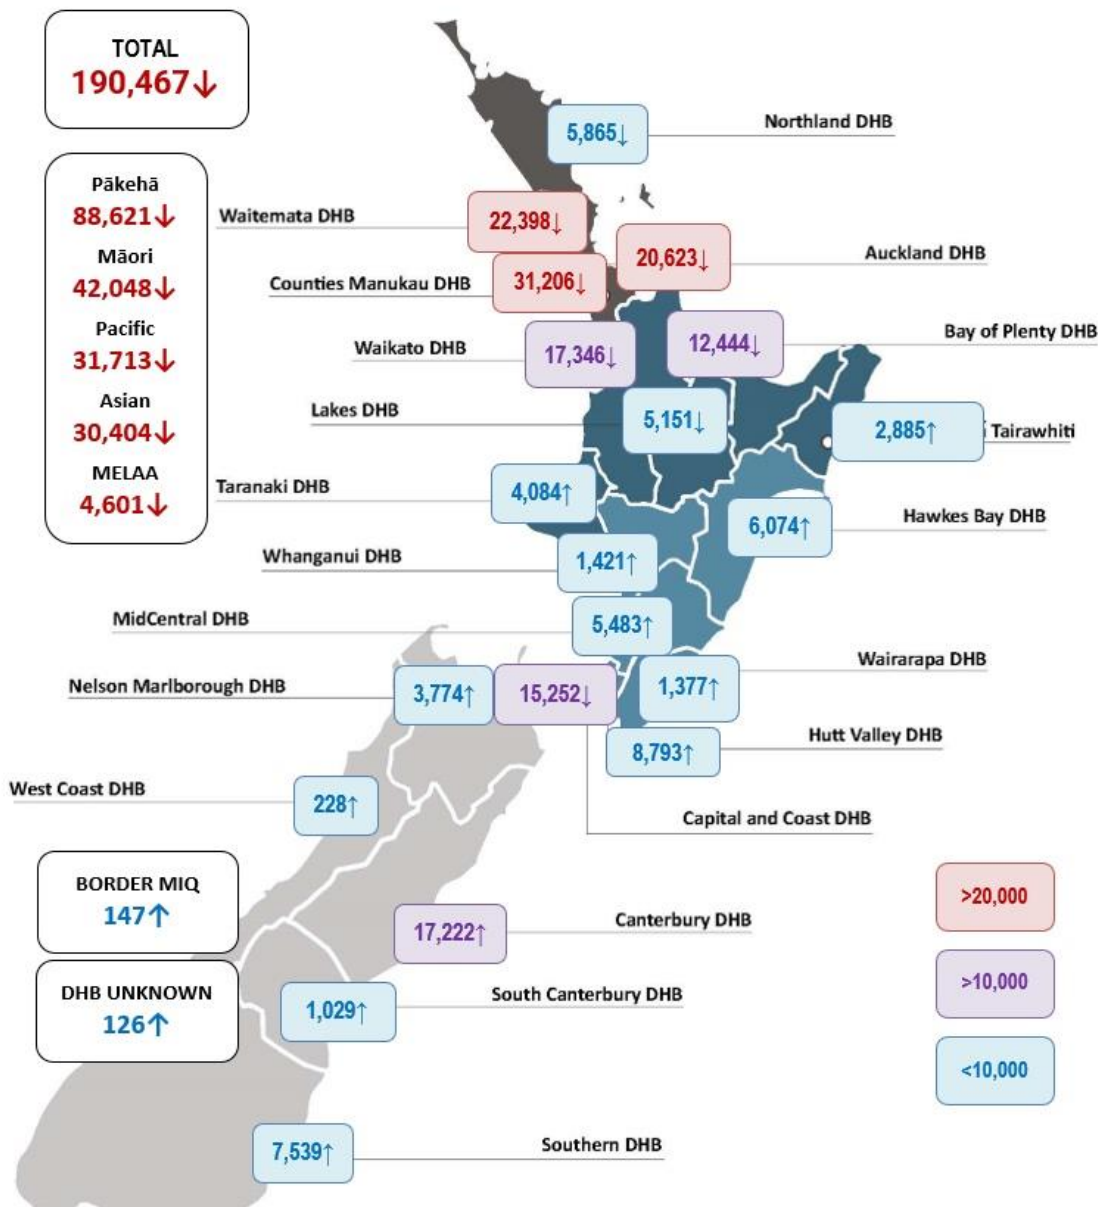 TOTAL
190,467↓
Pākehā
88,621↓
Māori
42,048↓
Pacific
31,713↓
Asian
30,404↓
MELAA
4,601↓
5,865↓
Northland DHB
Waitemata DHB
22,398↓
20,623↓
Auckland DHB
Counties Manukau DHB
31,206↓
Waikato DHB
17,346↓
12,444↓
Bay of Plenty DHB
Lakes DHB
5,151↓
2,885↑
i Tairawhiti
Taranaki DHB
4,084↑
6,074↑
Hawkes Bay DHB
Whanganui DHB
1,421↑
MidCentral DHB
5,483↑
Nelson Marlborough DHB
3,774↑
15,252↓
1,377↑
Wairarapa DHB
8,793↑
Hutt Valley DHB
West Coast DHB
228↑
Capital and Coast DHB
BORDER MIQ
147↑
DHB UNKNOWN
126↑
17,222↑
Canterbury DHB
1,029↑
South Canterbury DHB
7,539↑
Southern DHB
>20,000
>10,000
<10,000